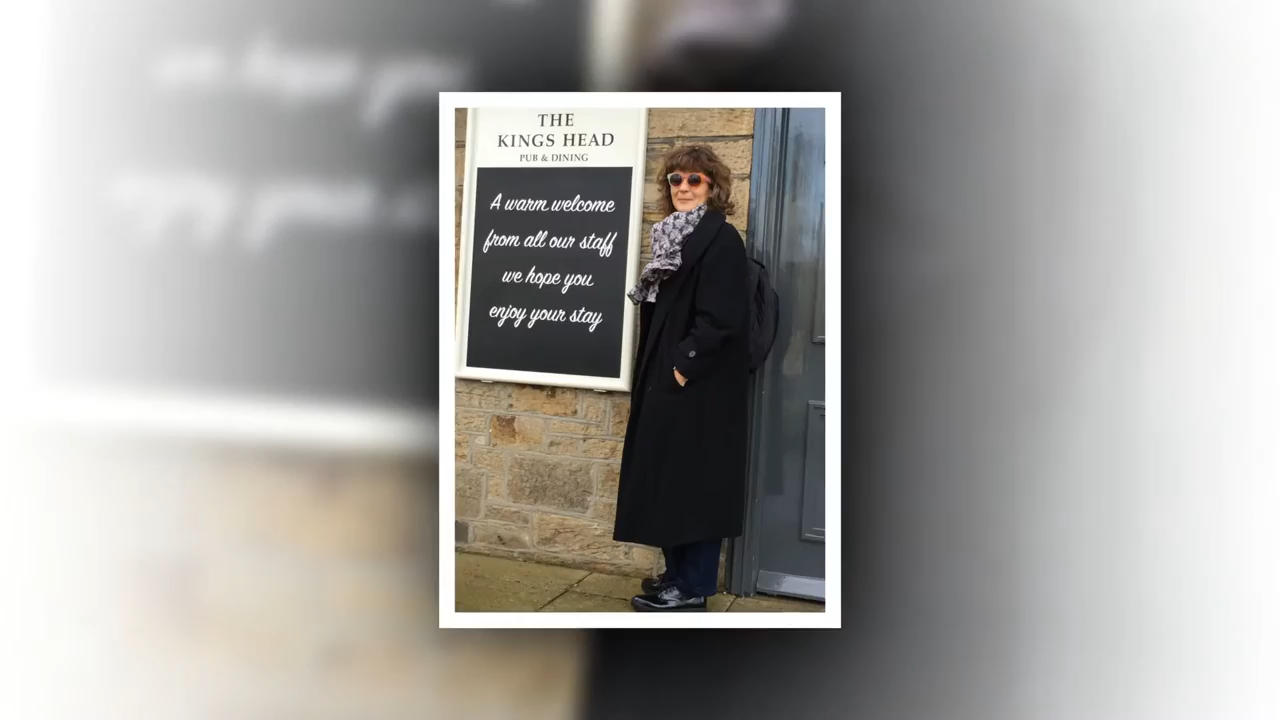 THE
KINGS HEAD
PUB & DINING
A warm welcome
from all our staff
we hope you
enjoy your stay